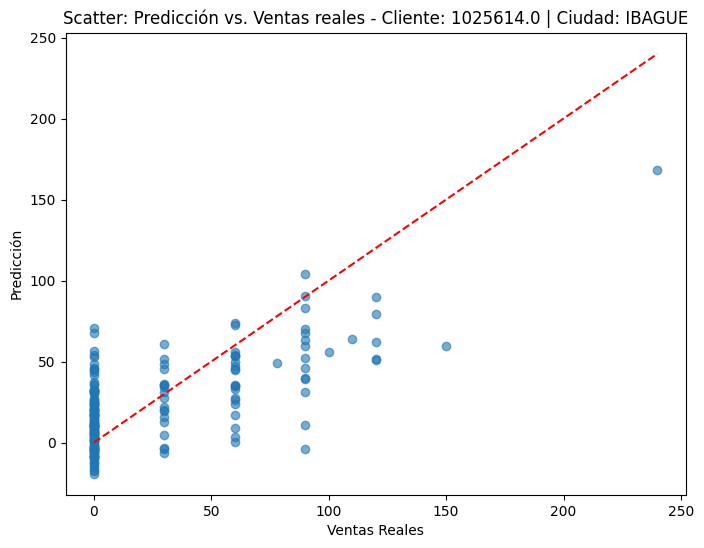 Scatter: Predicción vs. Ventas reales - Cliente: 1025614.0 | Ciudad: IBAGUE
250
200
150
100
50
0
Predicción
0 50 100 150 200 250
Ventas Reales